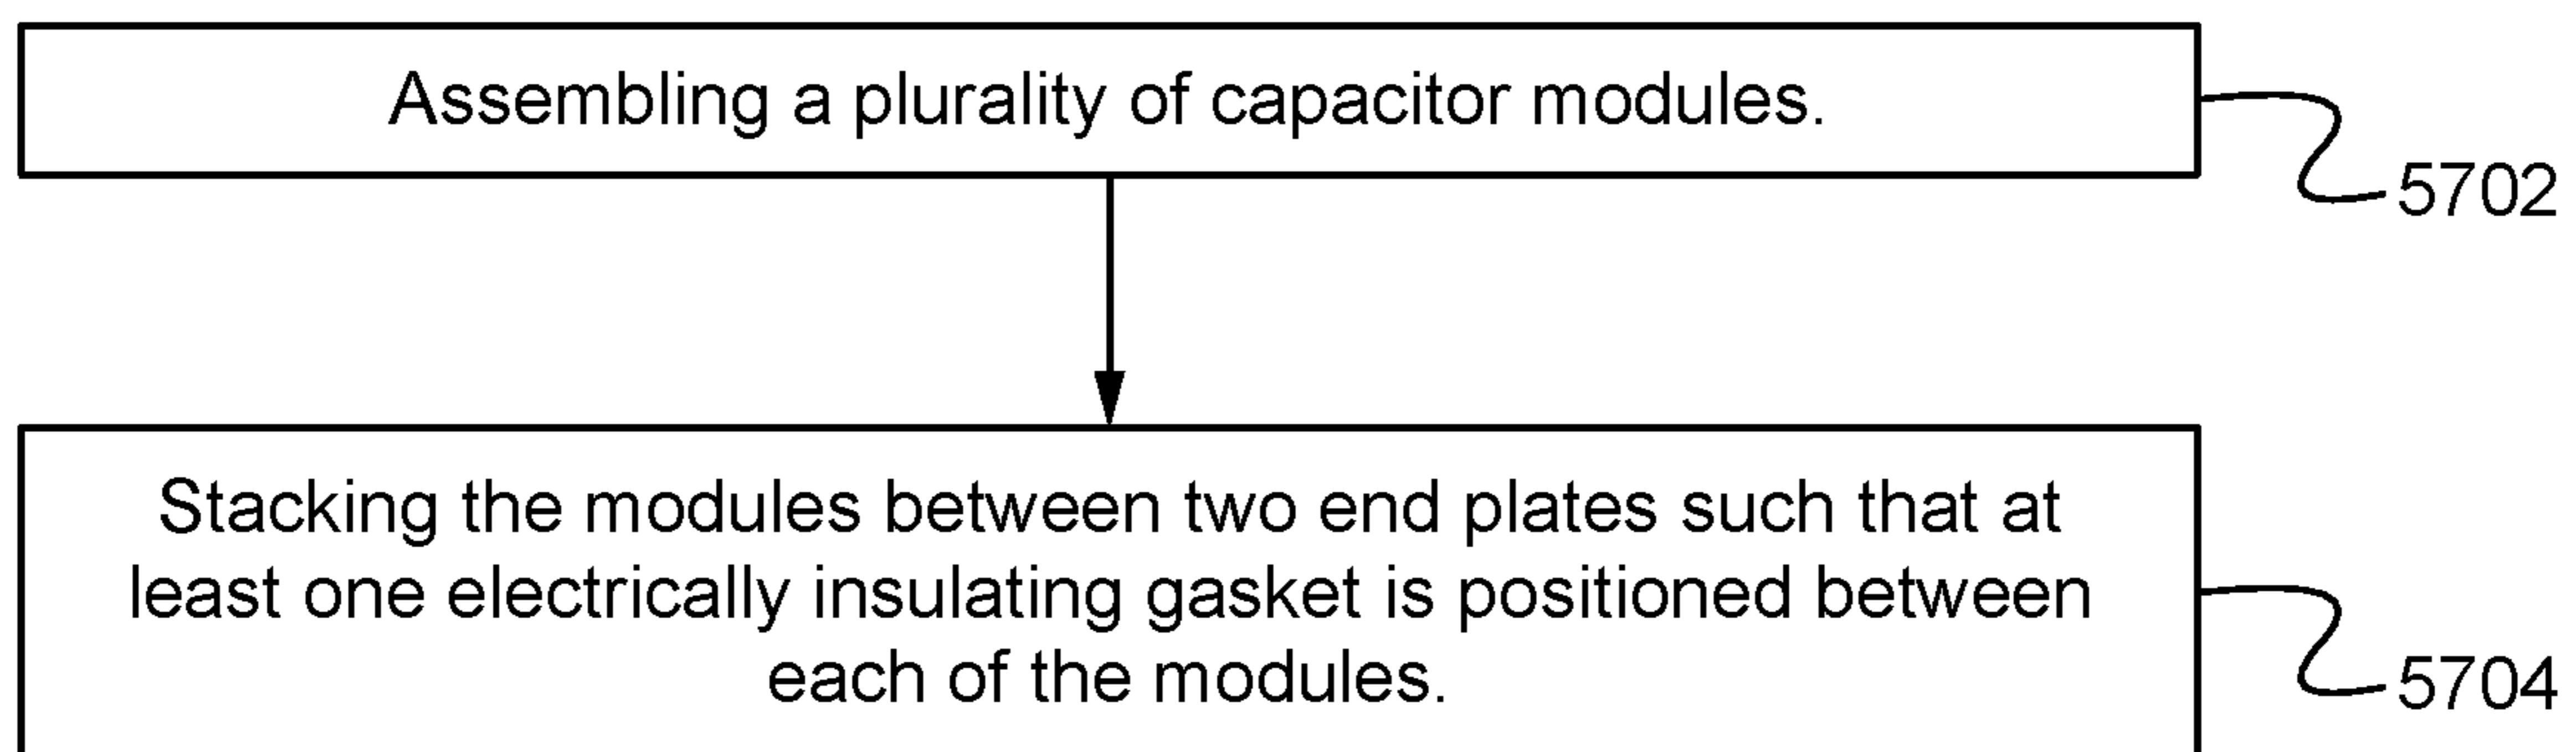 Assembling a plurality of capacitor modules.
5702
Stacking the modules between two end plates such that at
least one electrically insulating gasket is positioned between
each of the modules.
5704